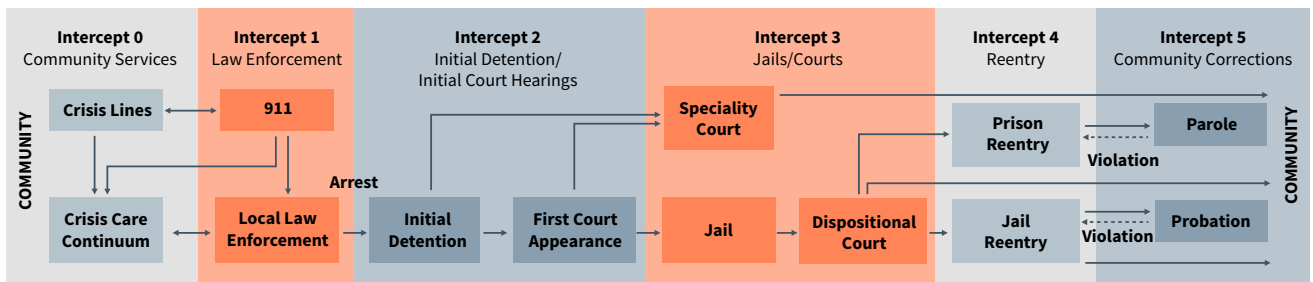 Intercept 0
Community Services
Intercept 1
Law Enforcement
Intercept 2
Initial Detention/
Initial Court Hearings
Intercept 3
Jails/Courts
Intercept 4
Reentry
Intercept 5
Community Corrections
COMMUNITY
Crisis Lines
911
Speciality
Court
Prison
Reentry
Parole
Violation
COMMUNITY
Arrest
Crisis Care
Continuum
Local Law
Enforcement
Initial
Detention
First Court
Appearance
Jail
Dispositional
Court
Jail
Reentry
Violation
Probation